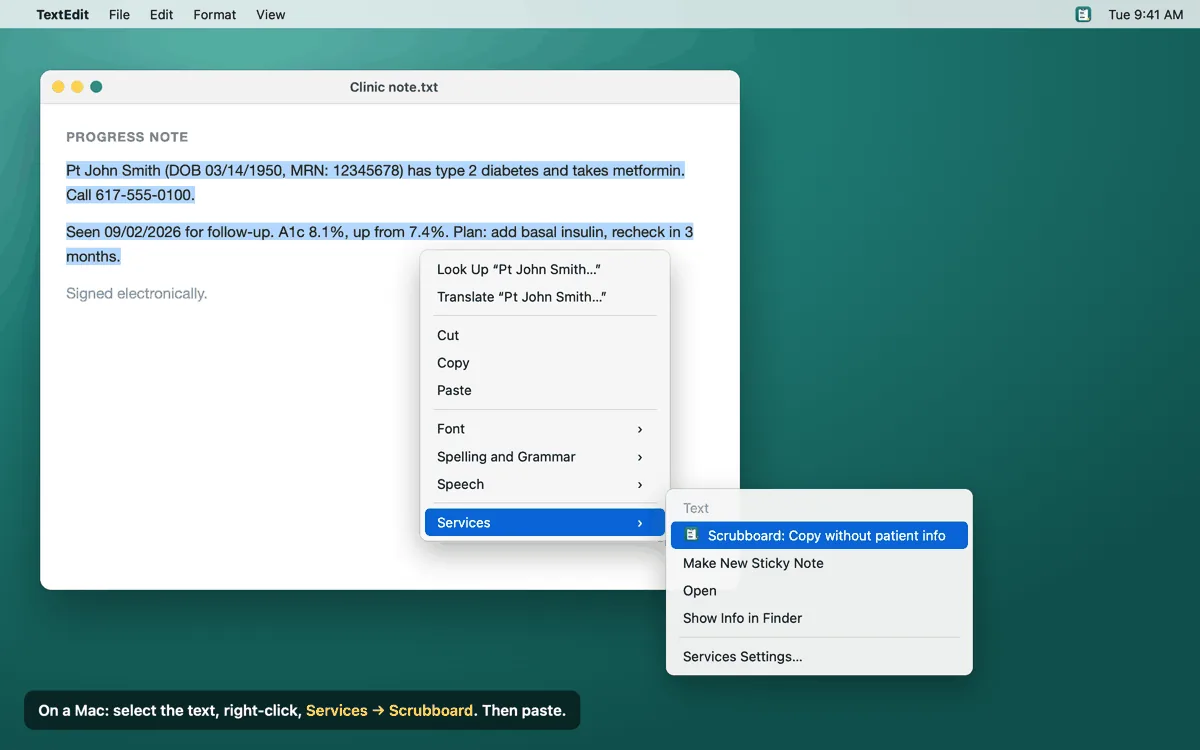 TextEdit File Edit Format View Tue 9:41 AM
Clinic note.txt
PROGRESS NOTE
Pt John Smith (DOB 03/14/1950, MRN: 12345678) has type 2 diabetes and takes metformin.
Call 617-555-0100.
Seen 09/02/2026 for follow-up. A1c 8.1%, up from 7.4%. Plan: add basal insulin, recheck in 3
months.
Signed electronically.
Look Up “Pt John Smith...”
Translate “Pt John Smith...”
Cut
Copy
Paste
Font ›
Spelling and Grammar ›
Speech ›
Services ›
Text
Scrubboard: Copy without patient info
Make New Sticky Note
Open
Show Info in Finder
Services Settings...
On a Mac: select the text, right-click, Services → Scrubboard. Then paste.